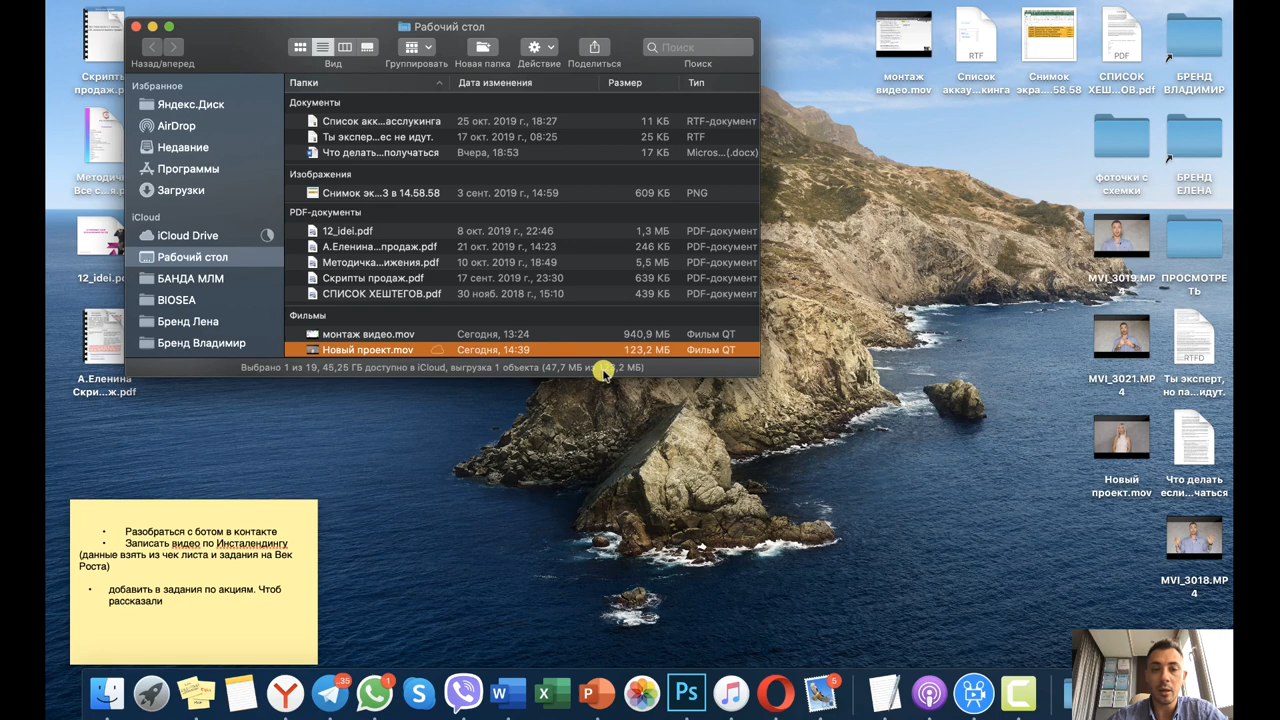 Рабочий стол
Назад/вперед
Вид
Группировать
Новая папка
Действие
Поделиться
Поиск
Поиск
Избранное
Яндекс.Диск
AirDrop
Недавние
Программы
Загрузки
iCloud
iCloud Drive
Рабочий стол
БАНДА МЛМ
BIOSEA
Бренд Лена
Бренд Владимир
Папки
Дата изменения
Размер
Тип
Документы
Список акк...асслукинга 25 окт. 2019 г., 18:27 11 КБ RTF-документ
Ты экспер...ес не идут. 17 окт. 2019 г., 08:25 25 КБ RTF
Что делать...получаться Вчера, 18:53 17 КБ Micros...(.docx)
Изображения
Снимок эк...3 в 14.58.58 3 сент. 2019 г., 14:59 609 КБ PNG
PDF-документы
12_idei.pdf 8 окт. 2019 г., 22:46 1,3 МБ PDF-документ
А.Еленина...продаж.pdf 21 окт. 2019 г., 14:23 246 КБ PDF-документ
Методичка...ижения.pdf 10 окт. 2019 г., 18:49 5,5 МБ PDF-документ
Скрипты продаж.pdf 17 сент. 2019 г., 23:30 639 КБ PDF-документ
СПИСОК ХЕШТЕГОВ.pdf 30 нояб. 2018 г., 15:10 439 КБ PDF-документ
Фильмы
монтаж видео.mov Сегодня, 13:24 940,9 МБ Фильм QT
Новый проект.mov Сегодня, 14:39 123,2 МБ Фильм QT
Выбрано 1 из 19, 45,25 ГБ доступно в iCloud, выгрузка 1 объекта (47,7 МБ из ,2 МБ)
Скрипты
продаж.
Методич
Все с
12_idei.pd
А.Еленина
Скри...ж.pdf
монтаж
видео.mov
RTF
Список
аккау...кинга
Снимок
экра....58.58
PDF
СПИСОК
ХЕШ...ОВ.pdf
БРЕНД
ВЛАДИМИР
фоточки с
схемки
БРЕНД
ЕЛЕНА
MVI_3019.MP
4
ПРОСМОТРЕ
ТЬ
MVI_3021.MP
4
RTFD
Ты эксперт,
но па...идут.
Новый
проект.mov
Что делать
если...чаться
MVI_3018.MP
4
• Разобраться с ботом в контакте
• Записать видео по Инсталендингу
(данные взять из чек листа и задания на Век
Роста)
• добавить в задания по акциям. Чтоб
рассказали
35
1
5
Ps